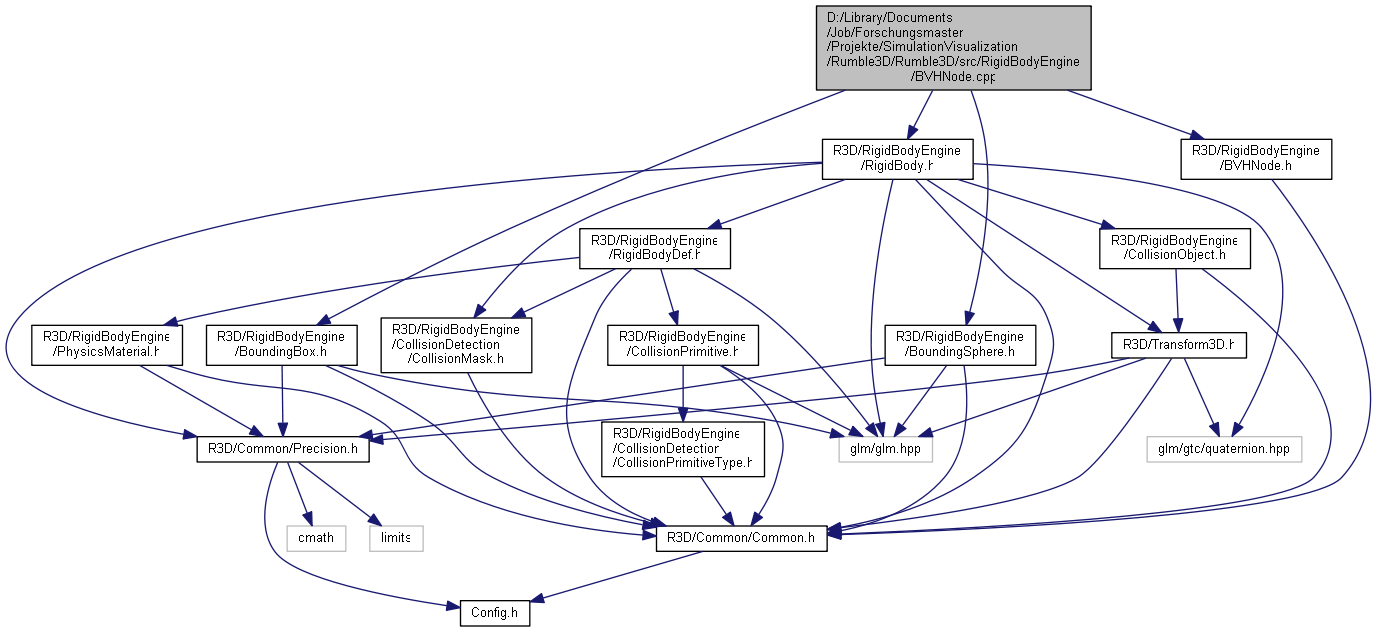 D:/Library/Documents
/Job/Forschungsmaster
/Projekte/SimulationVisualization
/Rumble3D/Rumble3D/src/RigidBodyEngine
/BVHNode.cpp
R3D/RigidBodyEngine
/RigidBody.h
R3D/RigidBodyEngine
/BVHNode.h
R3D/RigidBodyEngine
/RigidBodyDef.h
R3D/RigidBodyEngine
/CollisionObject.h
R3D/RigidBodyEngine
/PhysicsMaterial.h
R3D/RigidBodyEngine
/BoundingBox.h
R3D/RigidBodyEngine
/CollisionDetection
/CollisionMask.h
R3D/RigidBodyEngine
/CollisionPrimitive.h
R3D/RigidBodyEngine
/BoundingSphere.h
R3D/Transform3D.h
R3D/Common/Precision.h
R3D/RigidBodyEngine
/CollisionDetection
/CollisionPrimitiveType.h
glm/glm.hpp
glm/gtc/quaternion.hpp
cmath
limits
R3D/Common/Common.h
Config.h